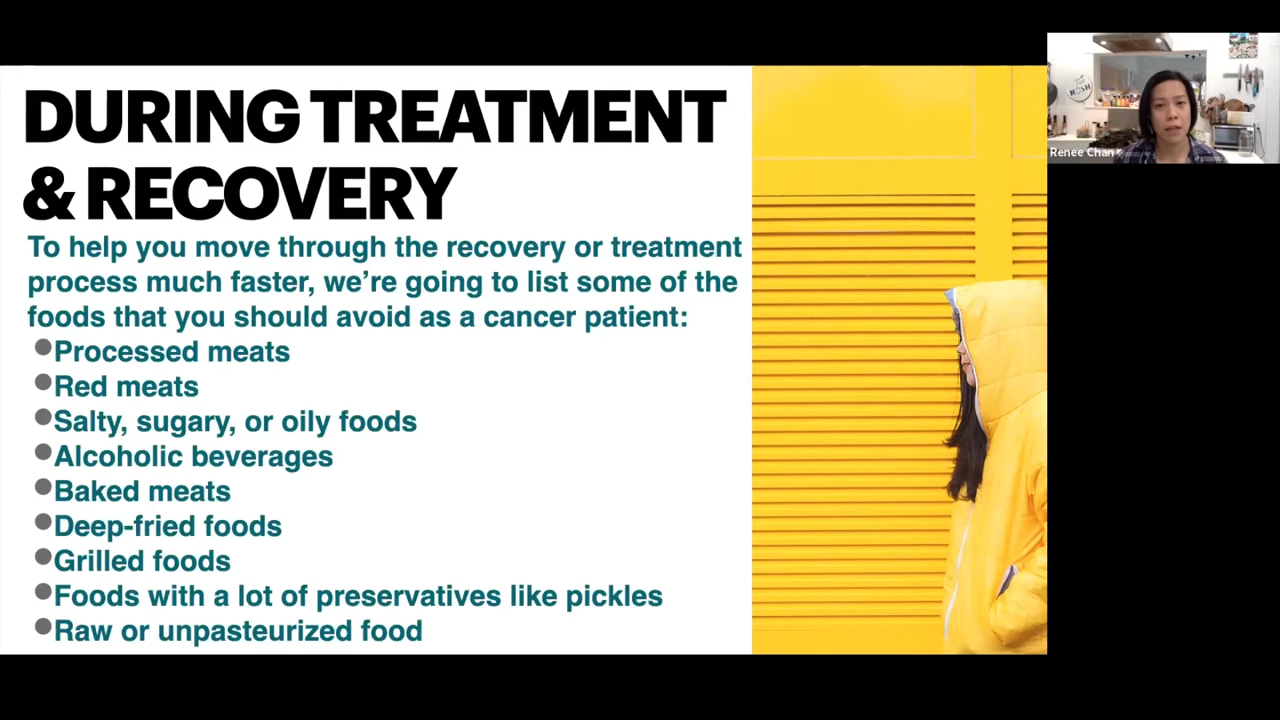 DURING TREATMENT
& RECOVERY
To help you move through the recovery or treatment
process much faster, we’re going to list some of the
foods that you should avoid as a cancer patient:
●Processed meats
●Red meats
●Salty, sugary, or oily foods
●Alcoholic beverages
●Baked meats
●Deep-fried foods
●Grilled foods
●Foods with a lot of preservatives like pickles
●Raw or unpasteurized food
Renee Chan